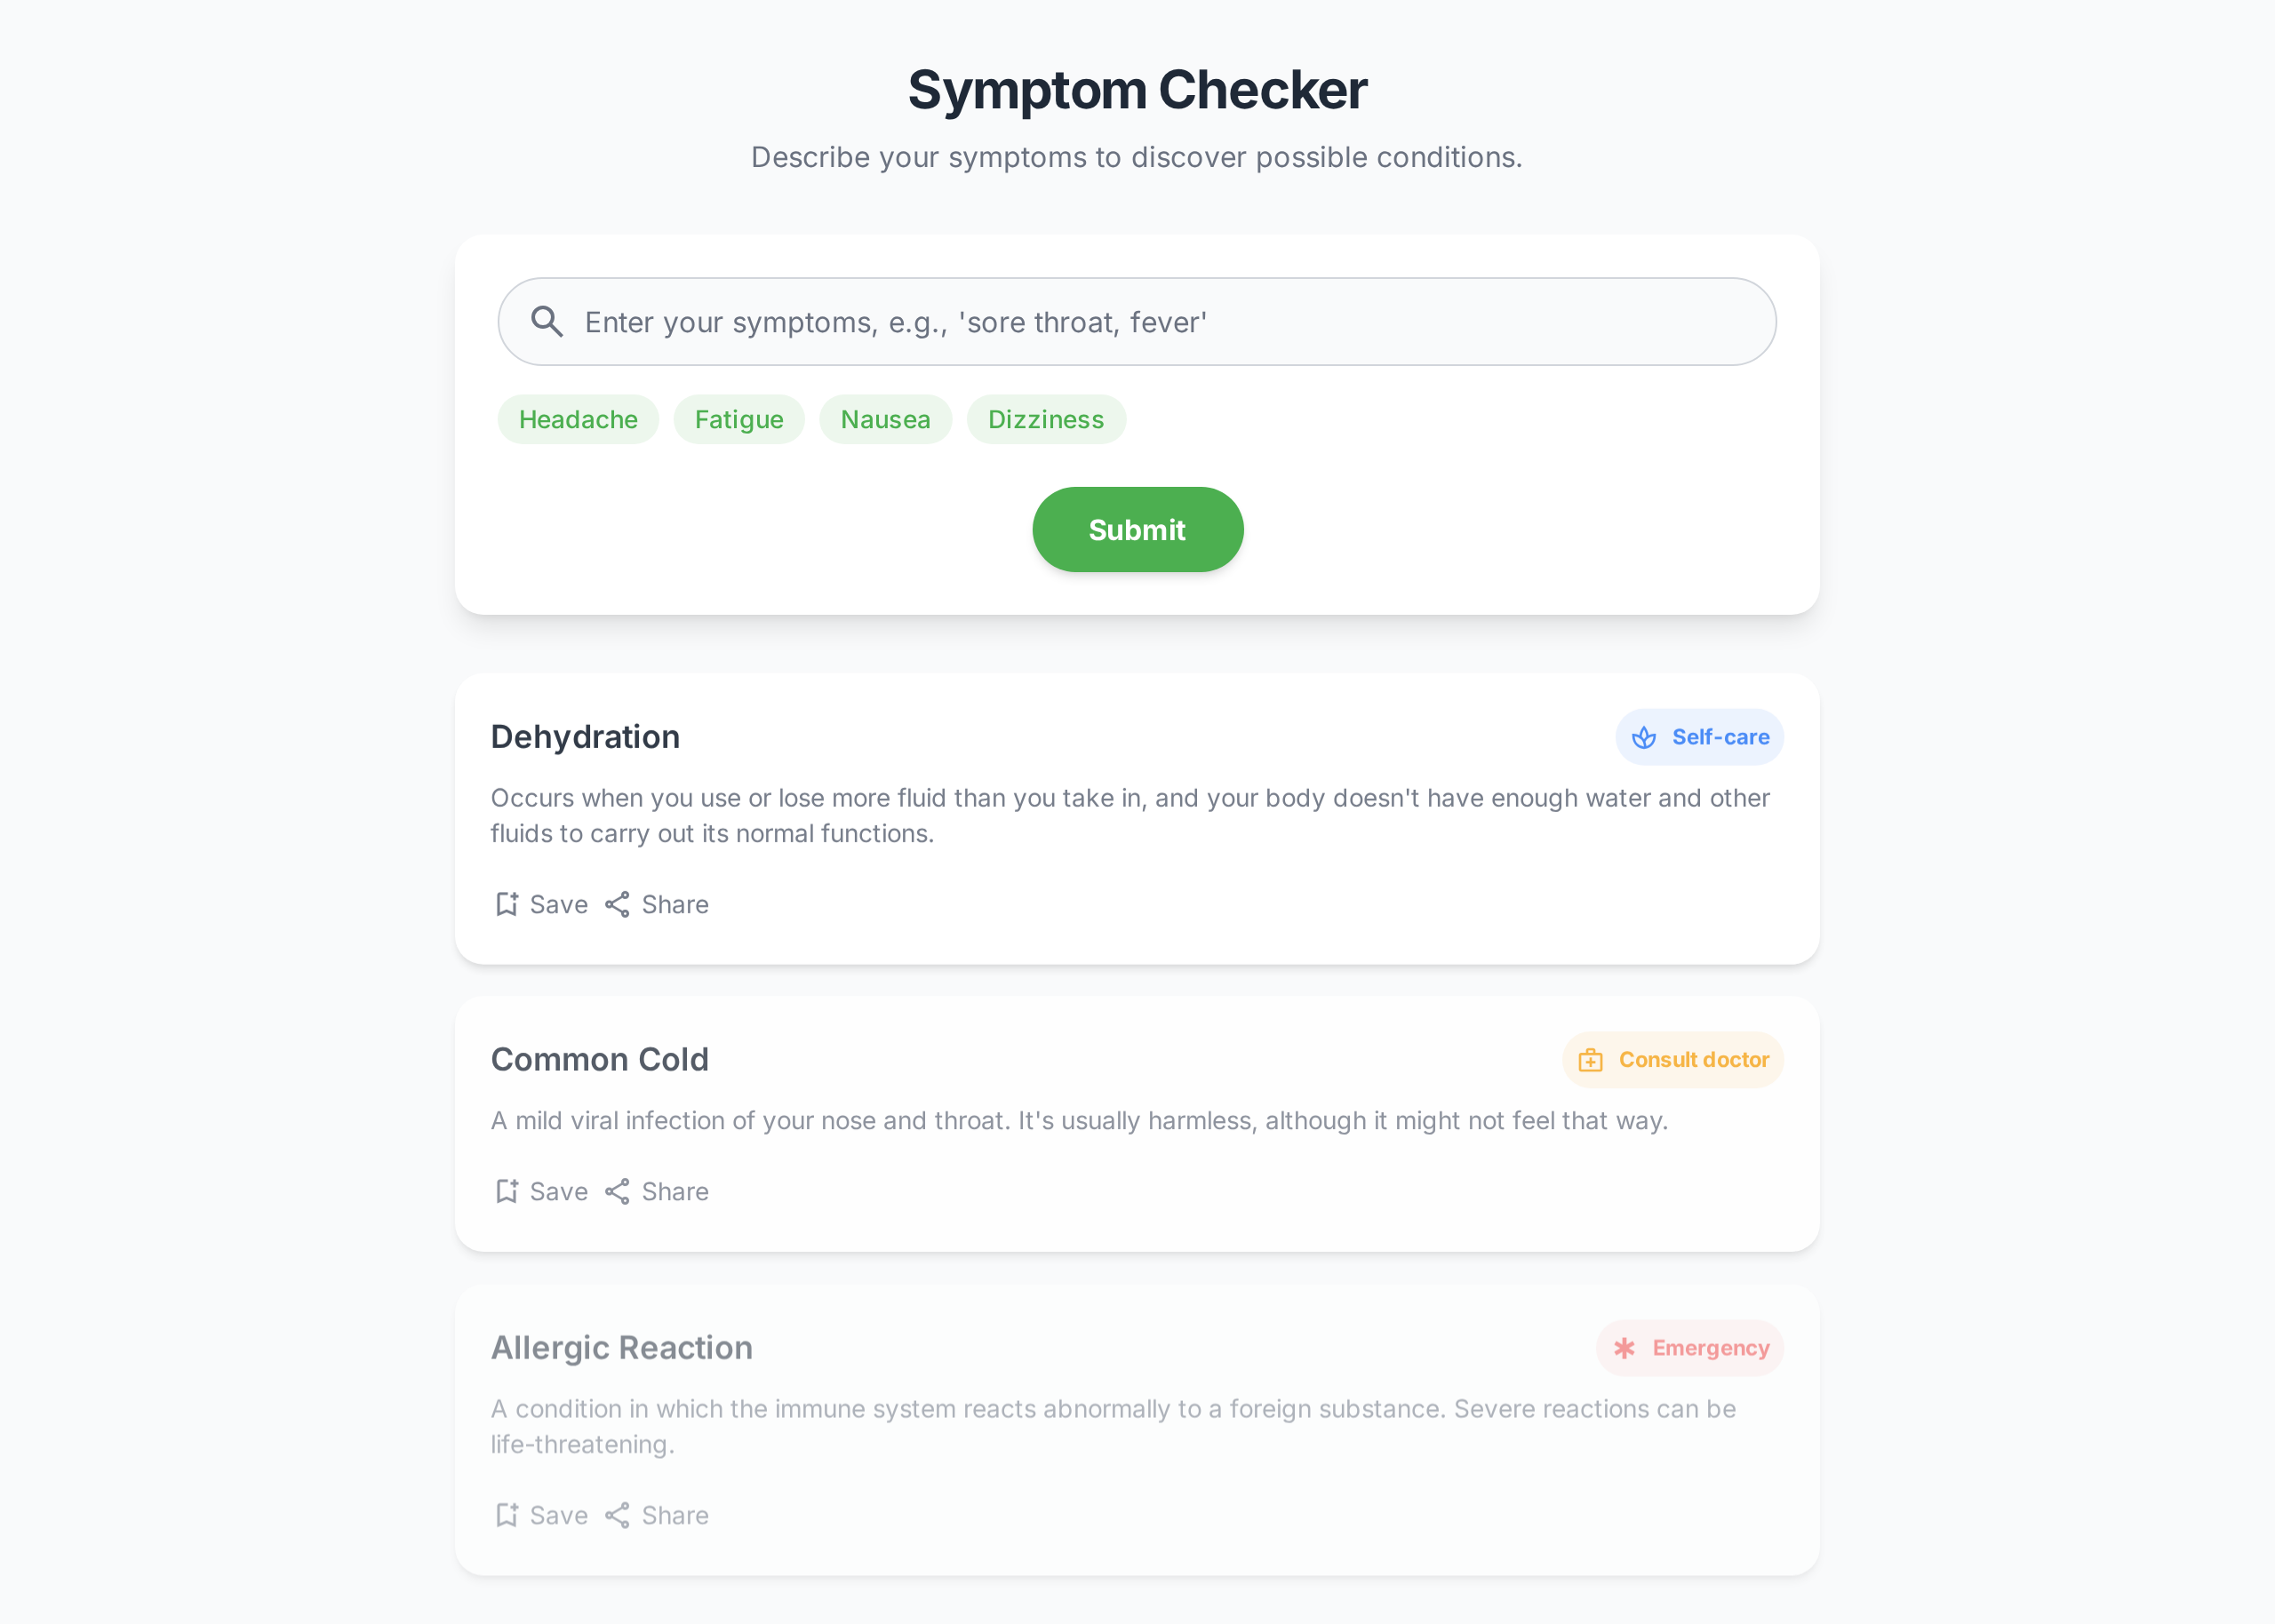 Symptom Checker
Describe your symptoms to discover possible conditions.
Enter your symptoms, e.g., 'sore throat, fever'
Headache
Fatigue
Nausea
Dizziness
Submit
Dehydration
Self-care
Occurs when you use or lose more fluid than you take in, and your body doesn't have enough water and other
fluids to carry out its normal functions.
Save
Share
Common Cold
Consult doctor
A mild viral infection of your nose and throat. It's usually harmless, although it might not feel that way.
Save
Share
Allergic Reaction
Emergency
A condition in which the immune system reacts abnormally to a foreign substance. Severe reactions can be
life-threatening.
Save
Share